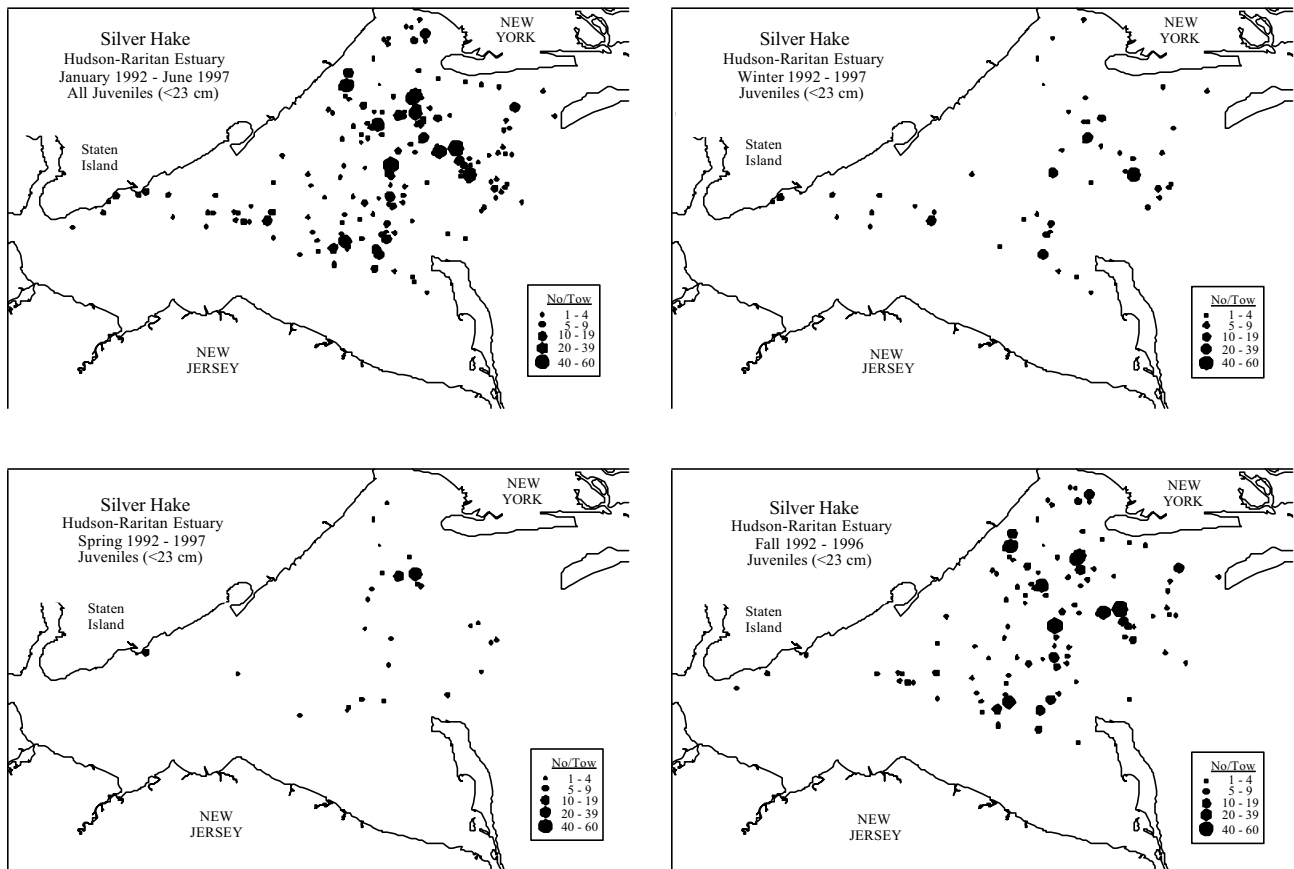 Silver Hake
Hudson-Raritan Estuary
January 1992 - June 1997
All Juveniles (<23 cm)
NEW
YORK
Staten
Island
NEW
JERSEY
No/Tow
1 - 4
5 - 9
10 - 19
20 - 39
40 - 60
Silver Hake
Hudson-Raritan Estuary
Winter 1992 - 1997
Juveniles (<23 cm)
NEW
YORK
Staten
Island
NEW
JERSEY
No/Tow
1 - 4
5 - 9
10 - 19
20 - 39
40 - 60
Silver Hake
Hudson-Raritan Estuary
Spring 1992 - 1997
Juveniles (<23 cm)
NEW
YORK
Staten
Island
NEW
JERSEY
No/Tow
1 - 4
5 - 9
10 - 19
20 - 39
40 - 60
Silver Hake
Hudson-Raritan Estuary
Fall 1992 - 1996
Juveniles (<23 cm)
NEW
YORK
Staten
Island
NEW
JERSEY
No/Tow
1 - 4
5 - 9
10 - 19
20 - 39
40 - 60